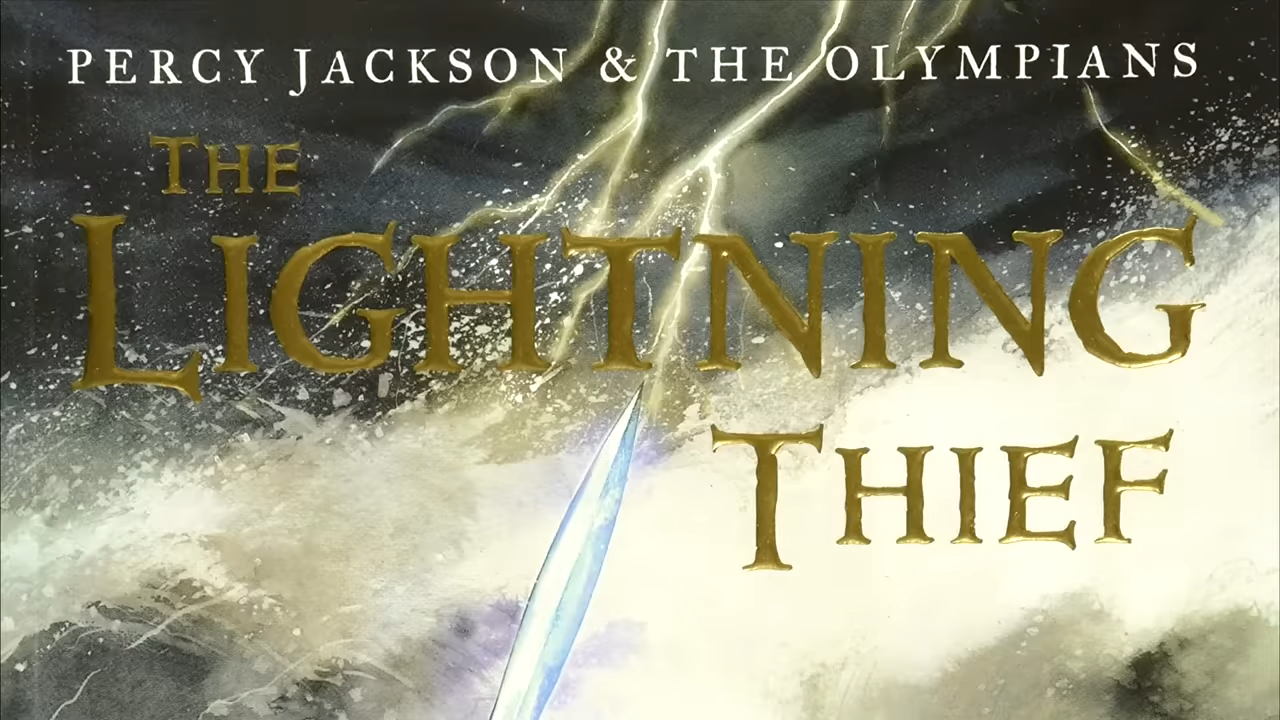 PERCY JACKSON & THE OLYMPIANS
THE
LIGHTNING
THIEF